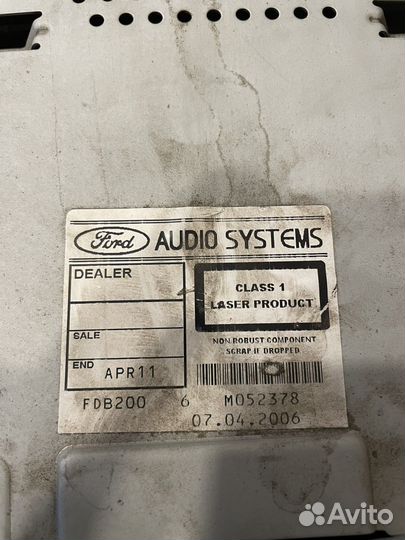 Ford AUDIO SYSTEMS
DEALER
SALE
END APR11
CLASS 1
LASER PRODUCT
NON-ROBUST COMPONENT
SCRAP IF DROPPED
FDB200 6 M052378
07.04.2006
Avito